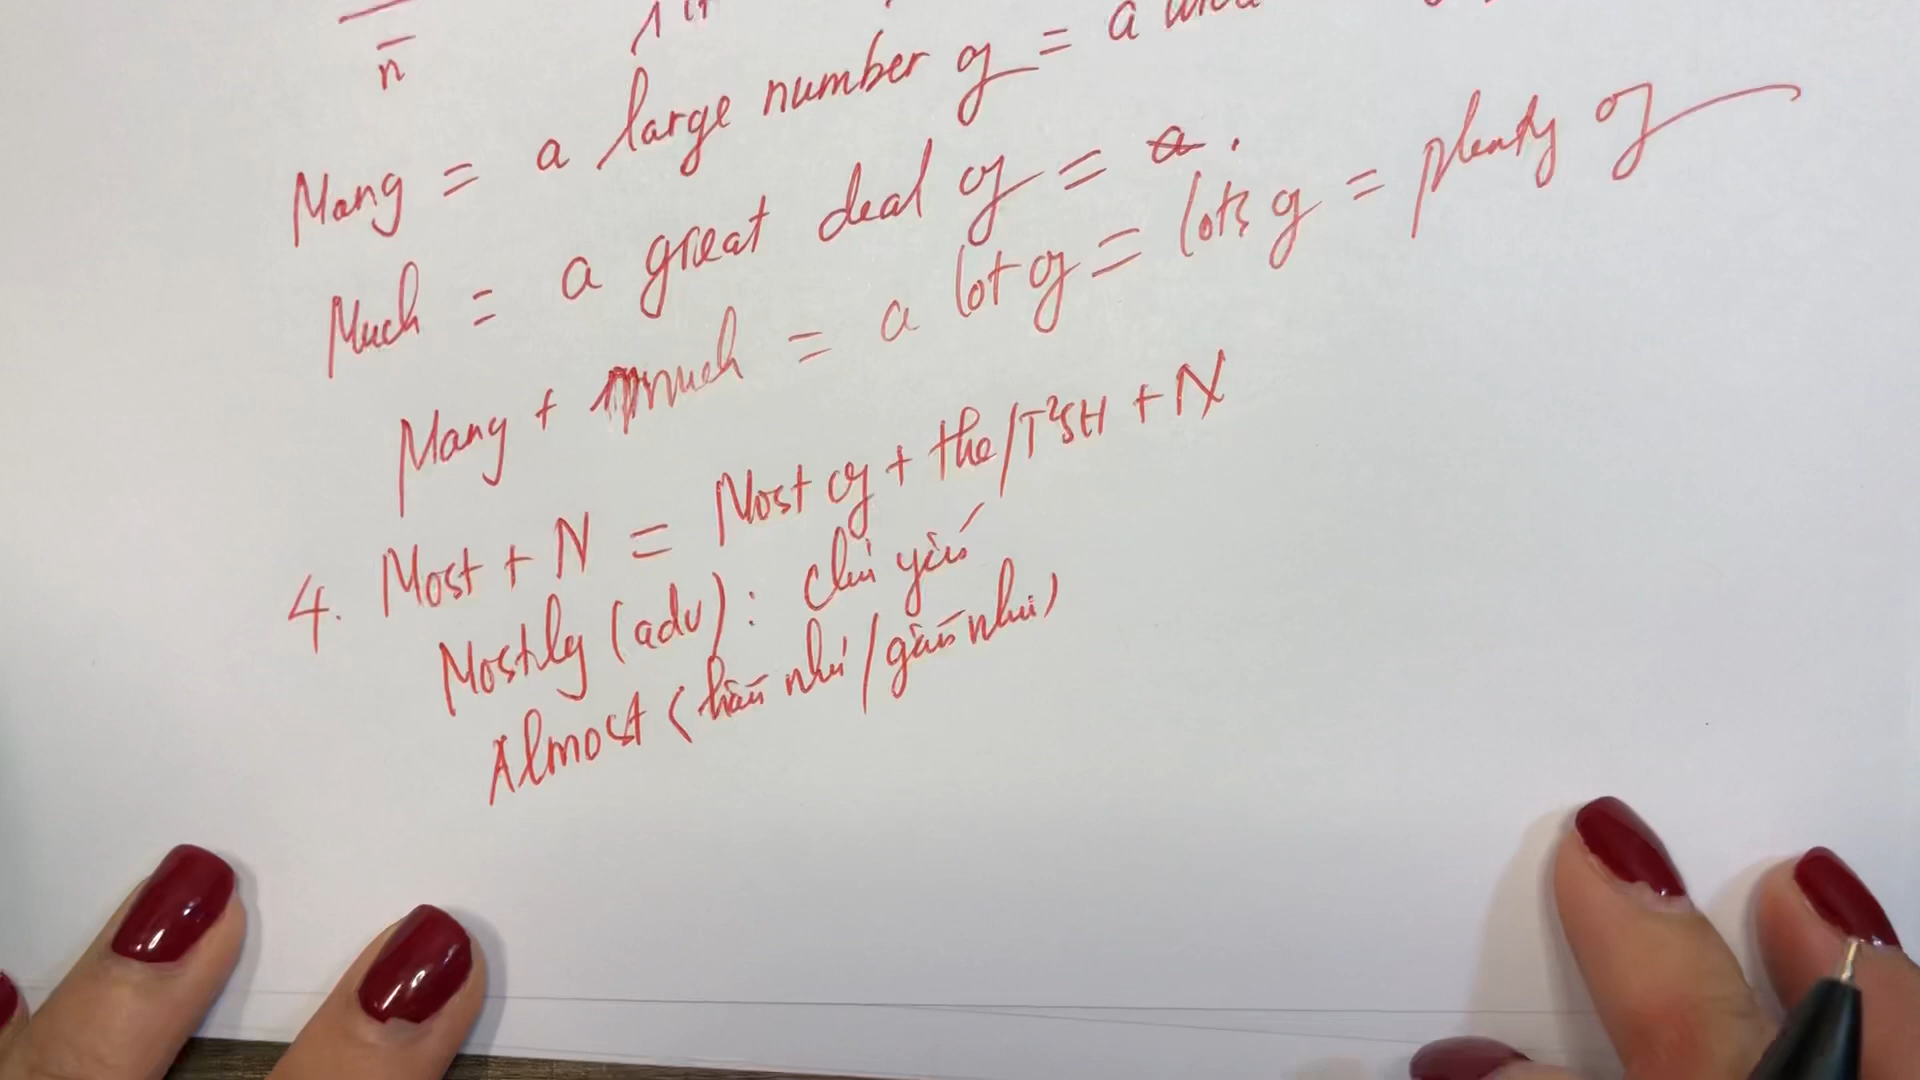 n
Many = a large number of = a
Much = a great deal of = a.
Many + much = a lot of = lots of = plenty of
4. Most + N = Most of + the/T²SH + N
Mostly (adv): chủ yếu
Almost (hầu như/gần như)